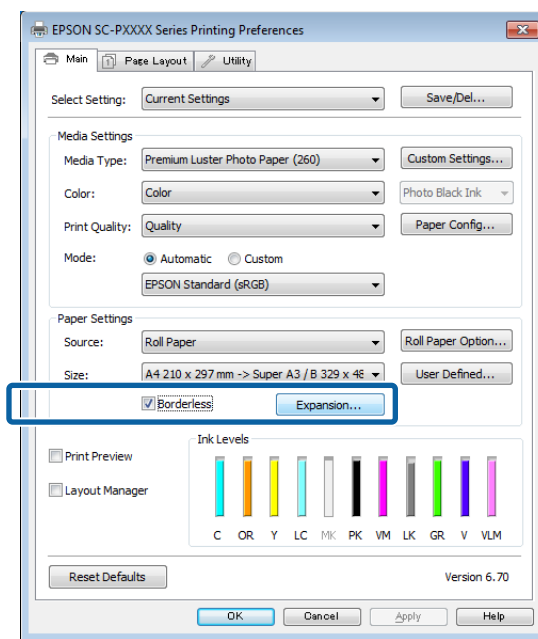 EPSON SC-PXXXX Series Printing Preferences
Main Page Layout Utility
Select Setting: Current Settings Save/Del...
Media Settings
Media Type: Premium Luster Photo Paper (260) Custom Settings...
Color: Color Photo Black Ink
Print Quality: Quality Paper Config...
Mode: Automatic Custom
EPSON Standard (sRGB)
Paper Settings
Source: Roll Paper Roll Paper Option...
Size: A4 210 x 297 mm -> Super A3 / B 329 x 48 User Defined...
Borderless Expansion...
Print Preview
Layout Manager
Ink Levels
C OR Y LC MK PK VM LK GR V VLM
Reset Defaults Version 6.70
OK Cancel Apply Help